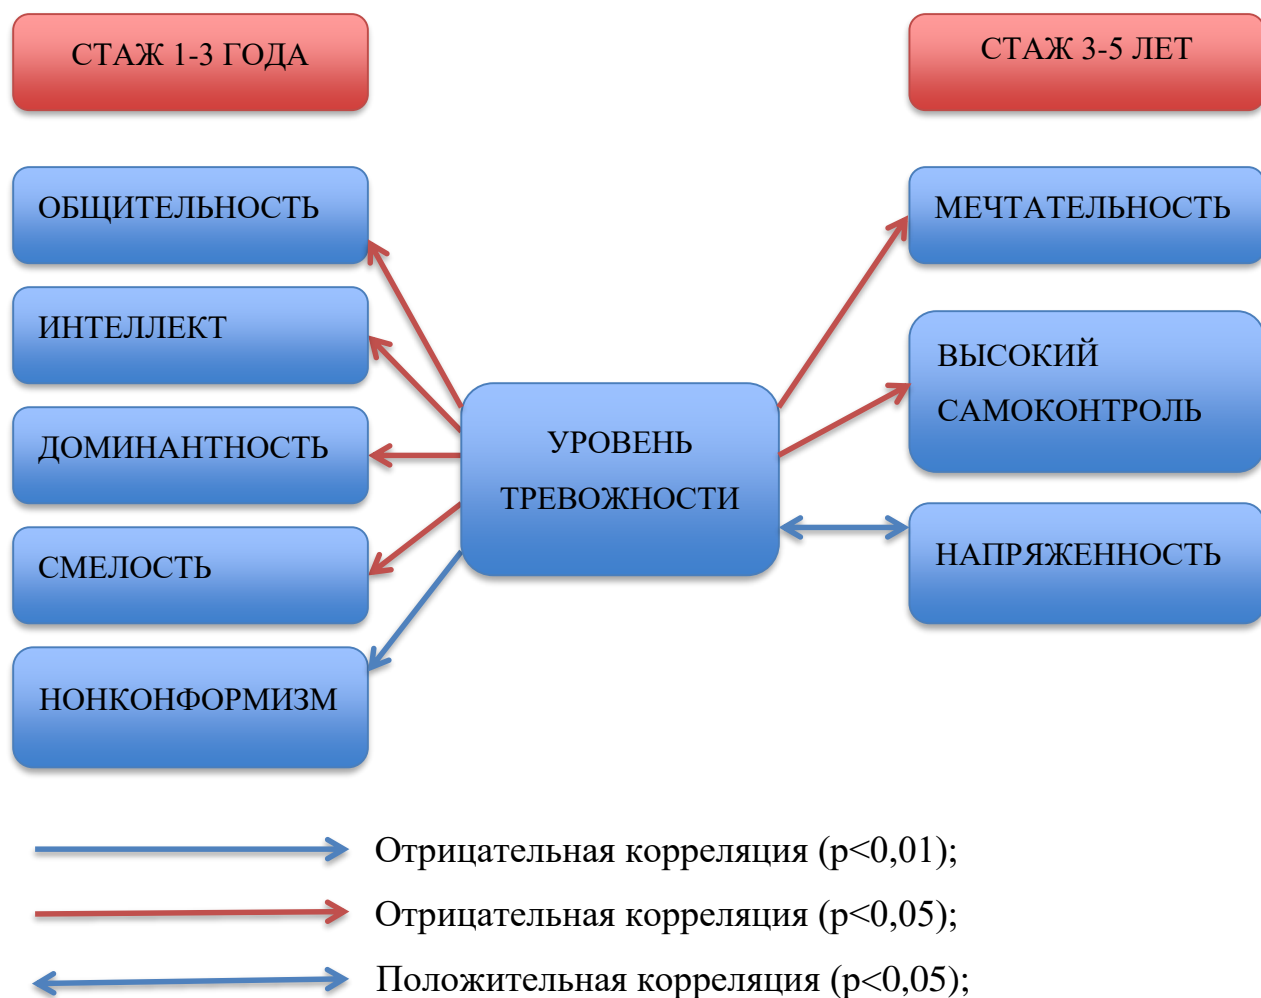 СТАЖ 1-3 ГОДА
СТАЖ 3-5 ЛЕТ
ОБЩИТЕЛЬНОСТЬ
ИНТЕЛЛЕКТ
ДОМИНАНТНОСТЬ
СМЕЛОСТЬ
НОНКОНФОРМИЗМ
УРОВЕНЬ
ТРЕВОЖНОСТИ
МЕЧТАТЕЛЬНОСТЬ
ВЫСОКИЙ
САМОКОНТРОЛЬ
НАПРЯЖЕННОСТЬ
Отрицательная корреляция (p<0,01);
Отрицательная корреляция (p<0,05);
Положительная корреляция (p<0,05);